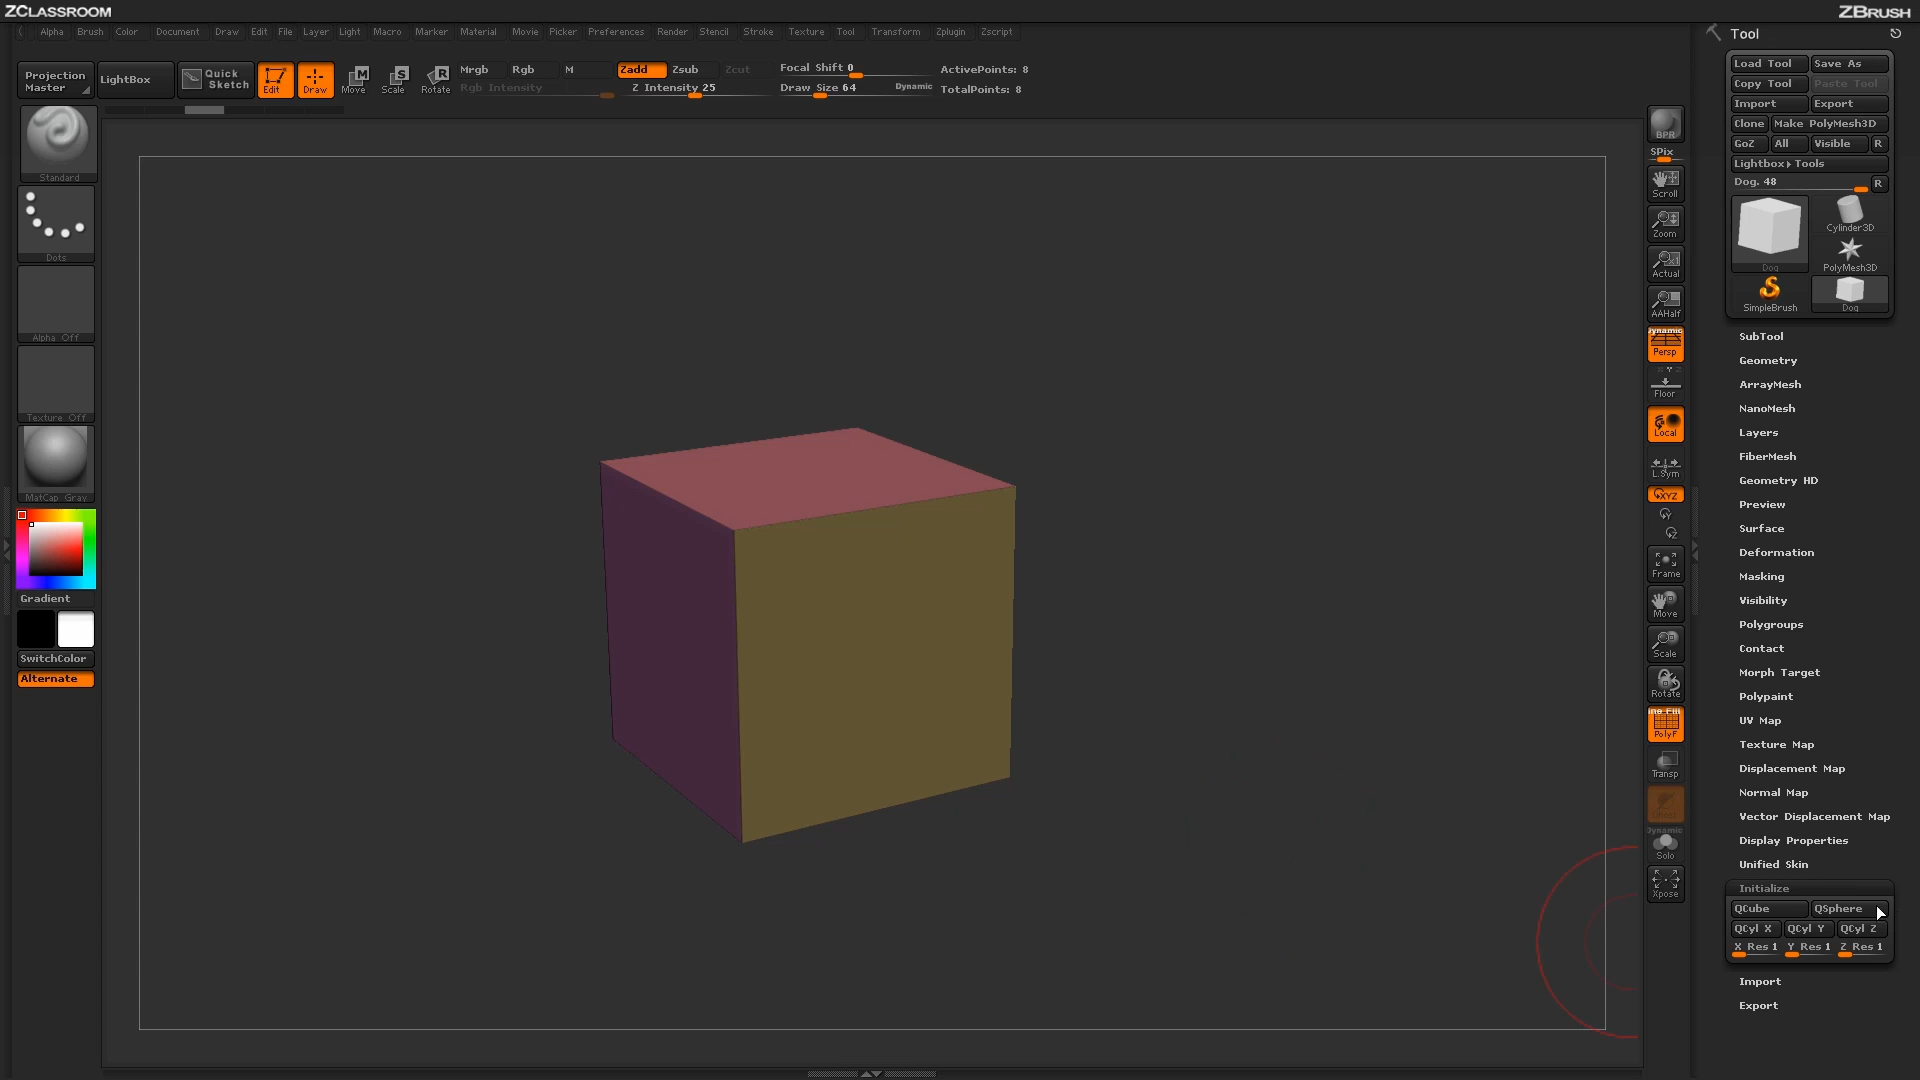 ZCLASSROOM
ZBRUSH
Alpha Brush Color Document Draw Edit File Layer Light Macro Marker Material Movie Picker Preferences Render Stencil Stroke Texture Tool Transform Zplugin Zscript
Projection Master
LightBox
Quick Sketch
Edit
Draw
Move
Scale
Rotate
Mrgb Rgb M
Rgb Intensity
Zadd Zsub Zcut
Z Intensity 25
Focal Shift 0
Draw Size 64
Dynamic
ActivePoints: 8
TotalPoints: 8
Standard
Dots
Alpha Off
Texture Off
MatCap Gray
Gradient
SwitchColor
Alternate
BPR
SPix
Scroll
Zoom
Actual
AAHalf
Dynamic
Persp
Floor
Local
L.Sym
XYZ
Y
Z
Frame
Move
Scale
Rotate
PolyF
Transp
Dynamic
Solo
Xpose
Tool
Load Tool Save As
Copy Tool Paste Tool
Import Export
Clone Make PolyMesh3D
GoZ All Visible R
Lightbox▸Tools
Dog. 48 R
Dog
Cylinder3D
PolyMesh3D
SimpleBrush
Dog
SubTool
Geometry
ArrayMesh
NanoMesh
Layers
FiberMesh
Geometry HD
Preview
Surface
Deformation
Masking
Visibility
Polygroups
Contact
Morph Target
Polypaint
UV Map
Texture Map
Displacement Map
Normal Map
Vector Displacement Map
Display Properties
Unified Skin
Initialize
QCube QSphere
QCyl X QCyl Y QCyl Z
X Res 1 Y Res 1 Z Res 1
Import
Export